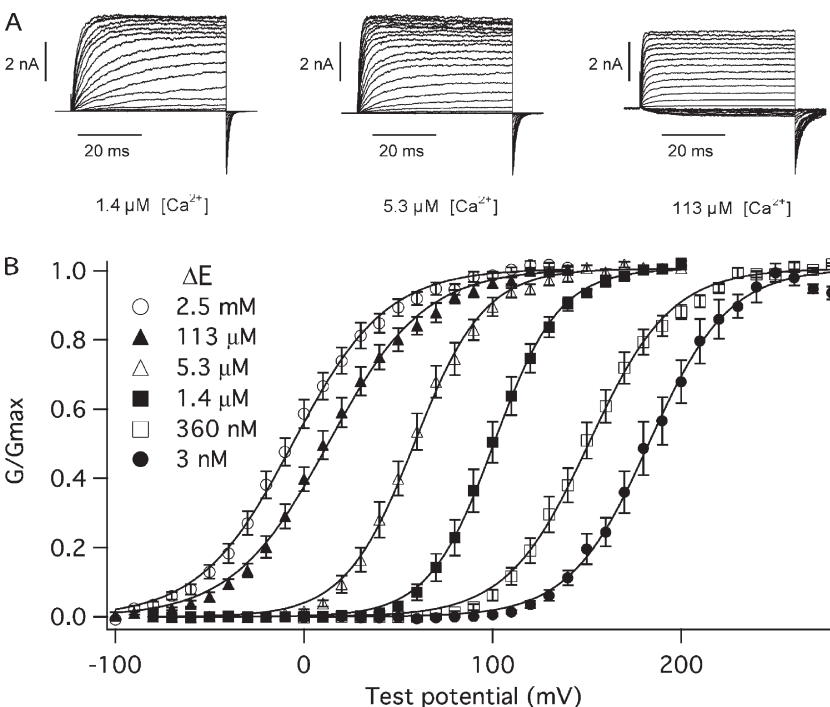 A
2 nA
2 nA
2 nA
20 ms
20 ms
20 ms
1.4 µM [Ca2+]
5.3 µM [Ca2+]
113 µM [Ca2+]
B
1.0
0.8
0.6
0.4
0.2
0.0
G/Gmax
ΔE
2.5 mM
113 µM
5.3 µM
1.4 µM
360 nM
3 nM
-100
0
100
200
Test potential (mV)